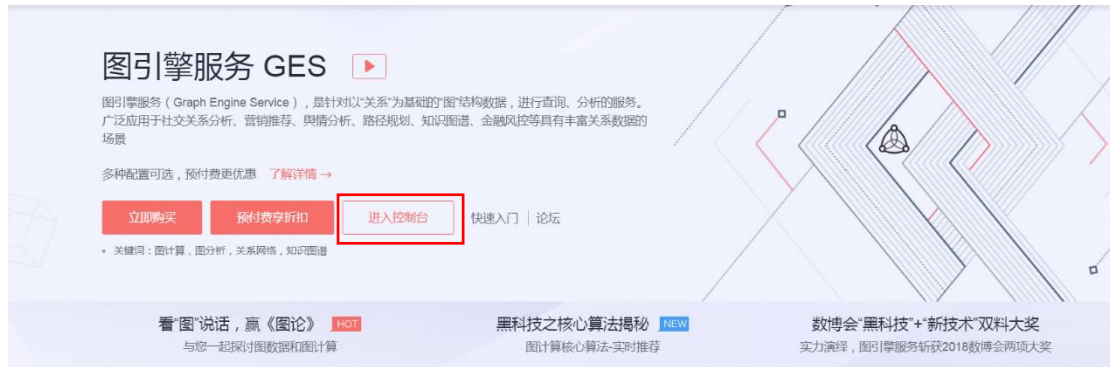 图引擎服务 GES
图引擎服务（Graph Engine Service），是针对以“关系”为基础的“图”结构数据，进行查询、分析的服务。
广泛应用于社交关系分析、营销推荐、舆情分析、路径规划、知识图谱、金融风控等具有丰富关系数据的
场景
多种配置可选，预付费更优惠 了解详情→
立即购买 预付费享折扣 进入控制台 快速入门 | 论坛
• 关键词：图计算，图分析，关系网络，知识图谱
看“图”说话，赢《图论》 HOT 黑科技之核心算法揭秘 NEW 数博会“黑科技”+“新技术”双料大奖
与您一起探讨图数据和图计算 图计算核心算法-实时推荐 实力演绎，图引擎服务斩获2018数博会两项大奖